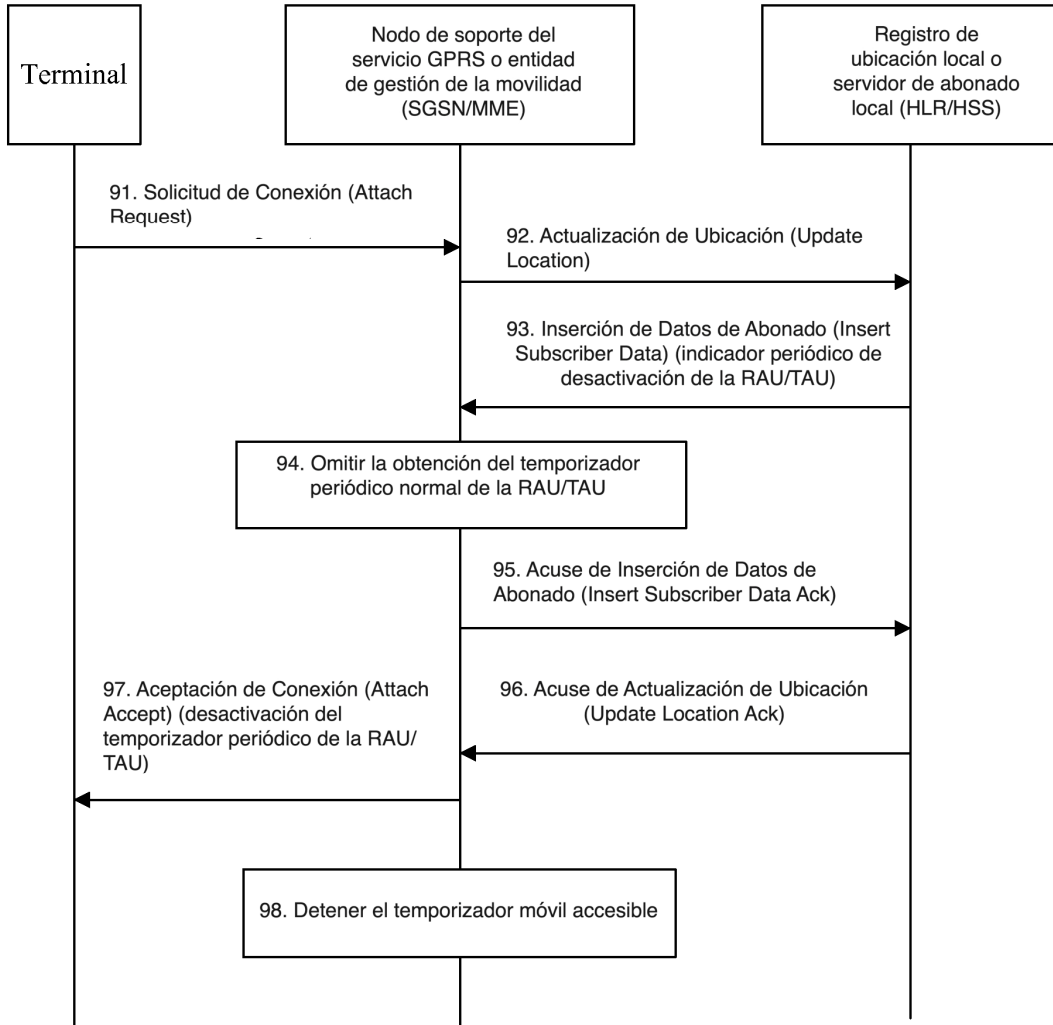 Terminal
Nodo de soporte del
servicio GPRS o entidad
de gestión de la movilidad
(SGSN/MME)
Registro de
ubicación local o
servidor de abonado
local (HLR/HSS)
91. Solicitud de Conexión (Attach
Request)
92. Actualización de Ubicación (Update
Location)
93. Inserción de Datos de Abonado (Insert
Subscriber Data) (indicador periódico de
desactivación de la RAU/TAU)
94. Omitir la obtención del temporizador
periódico normal de la RAU/TAU
95. Acuse de Inserción de Datos de
Abonado (Insert Subscriber Data Ack)
96. Acuse de Actualización de Ubicación
(Update Location Ack)
97. Aceptación de Conexión (Attach
Accept) (desactivación del
temporizador periódico de la RAU/
TAU)
98. Detener el temporizador móvil accesible